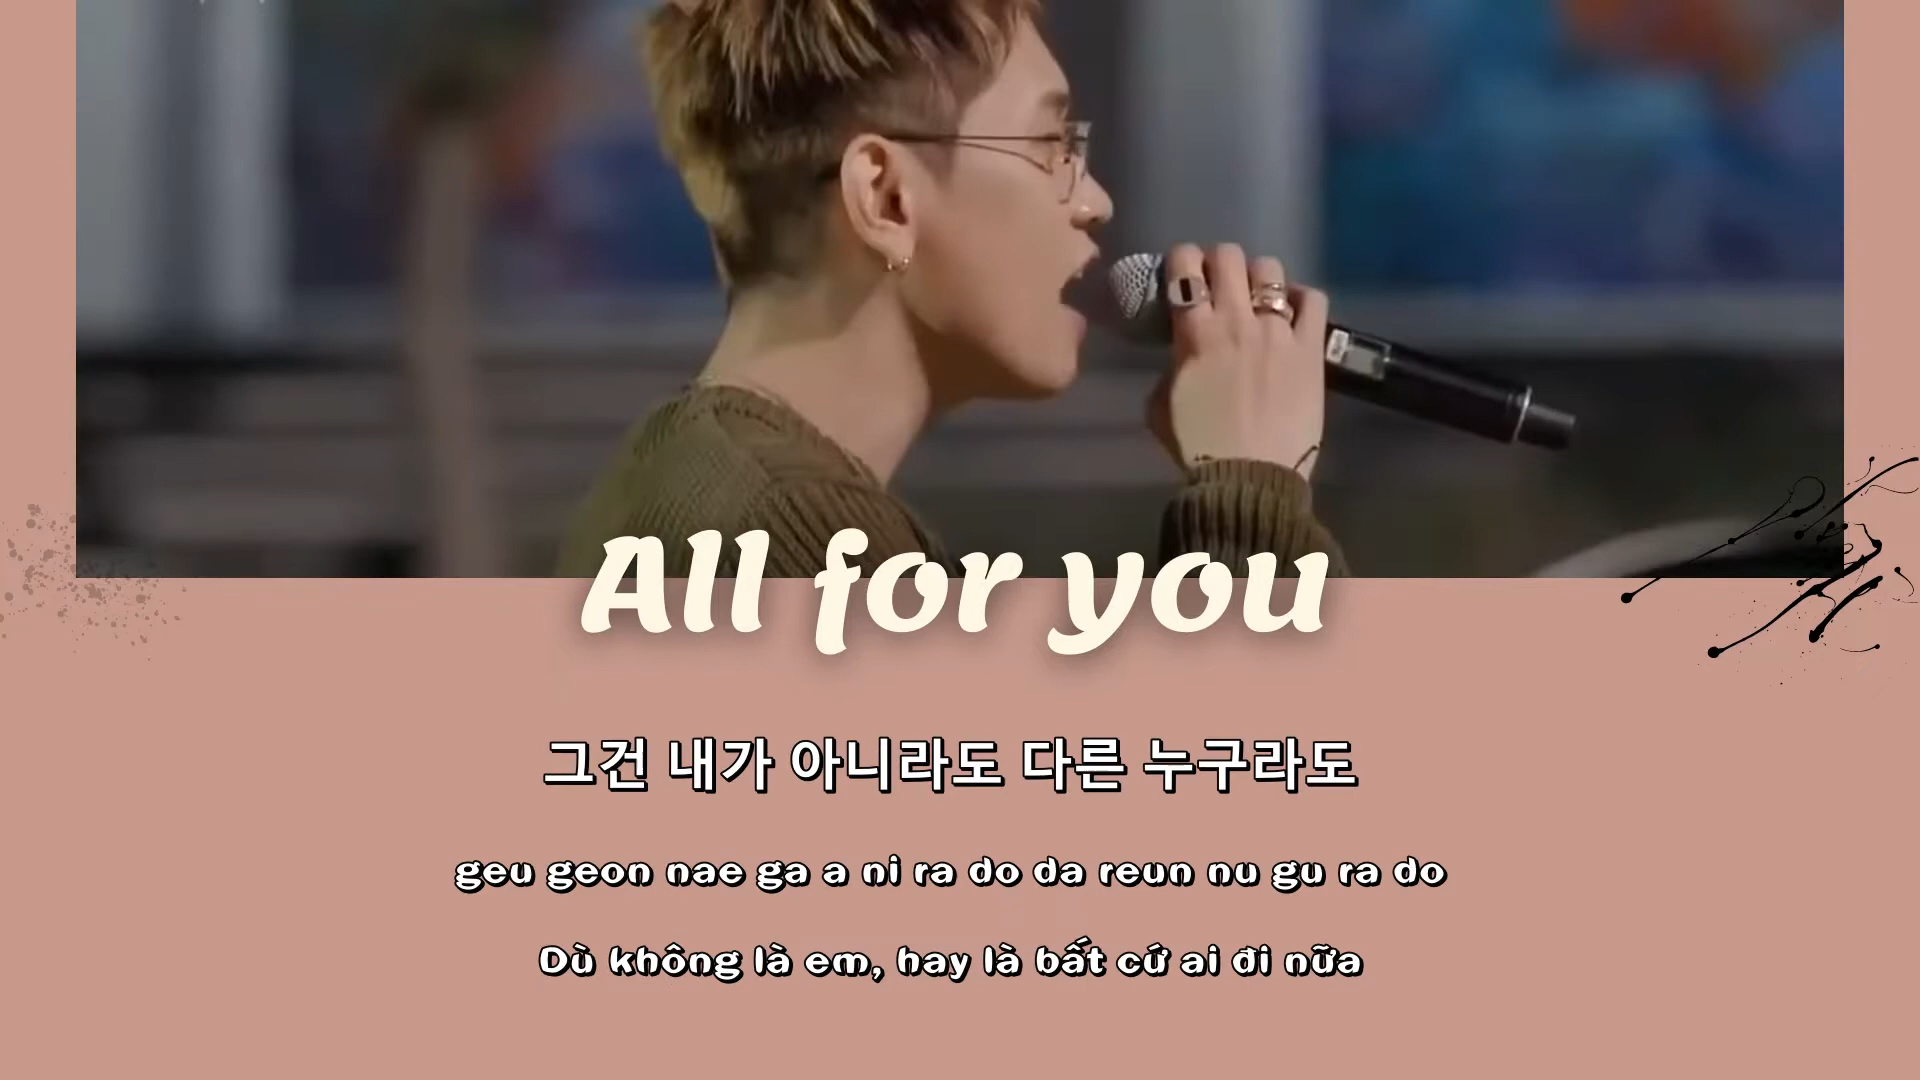 All for you
그건 내가 아니라도 다른 누구라도
geu geon nae ga a ni ra do da reun nu gu ra do
Dù không là em, hay là bất cứ ai đi nữa